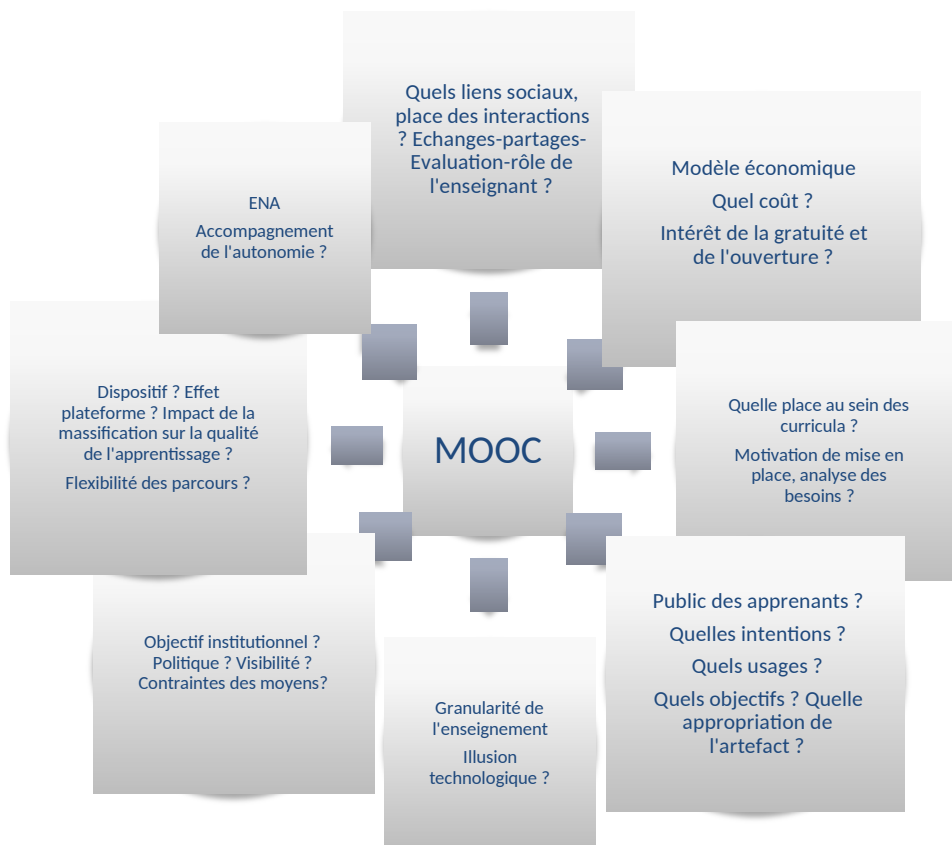 Quels liens sociaux,
place des interactions
? Echanges-partages-
Evaluation-rôle de
l'enseignant ?
Modèle économique
Quel coût ?
Intérêt de la gratuité et
de l'ouverture ?
Quelle place au sein des
curricula ?
Motivation de mise en
place, analyse des
besoins ?
Public des apprenants ?
Quelles intentions ?
Quels usages ?
Quels objectifs ? Quelle
appropriation de
l'artefact ?
Granularité de
l'enseignement
Illusion
technologique ?
Objectif institutionnel ?
Politique ? Visibilité ?
Contraintes des moyens?
Dispositif ? Effet
plateforme ? Impact de la
massification sur la qualité
de l'apprentissage ?
Flexibilité des parcours ?
ENA
Accompagnement
de l'autonomie ?
MOOC